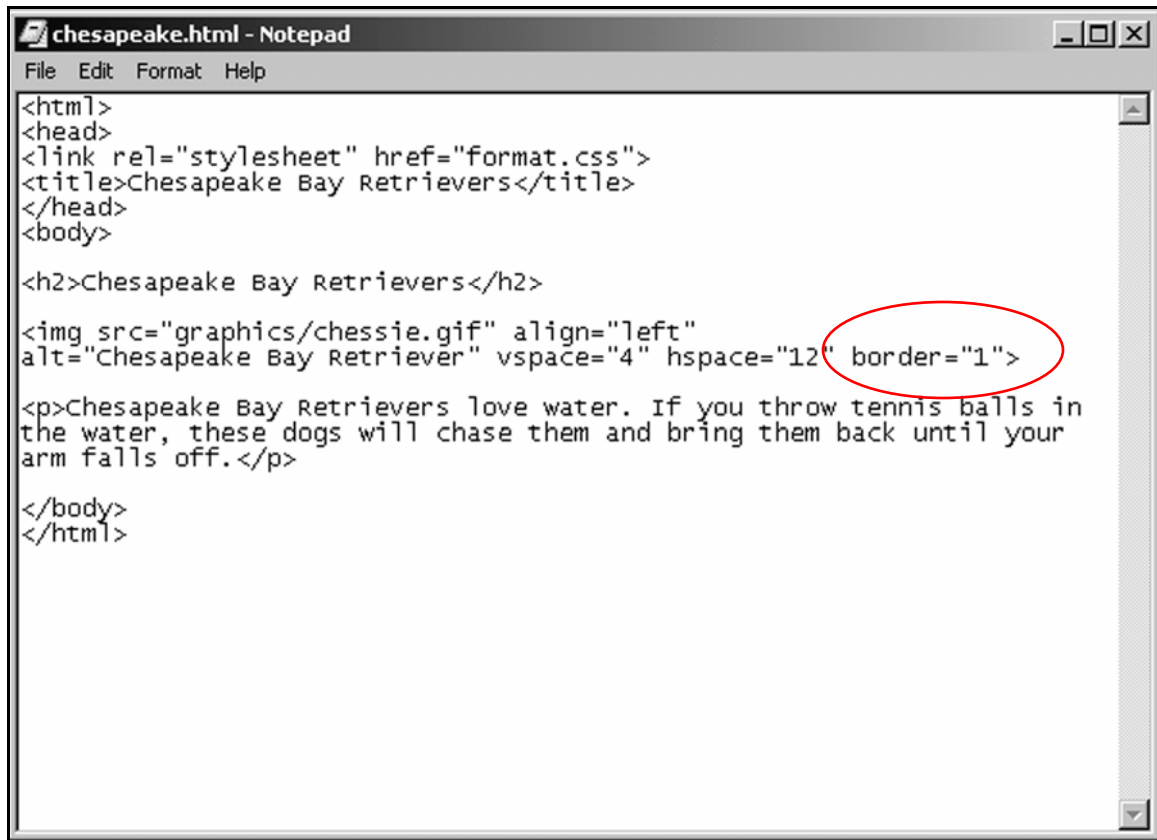 chesapeake.html - Notepad
File Edit Format Help
<html>
<head>
<link rel="stylesheet" href="format.css">
<title>Chesapeake Bay Retrievers</title>
</head>
<body>
<h2>Chesapeake Bay Retrievers</h2>
<img src="graphics/chessie.gif" align="left"
alt="Chesapeake Bay Retriever" vspace="4" hspace="12" border="1">
<p>Chesapeake Bay Retrievers love water. If you throw tennis balls in
the water, these dogs will chase them and bring them back until your
arm falls off.</p>
</body>
</html>